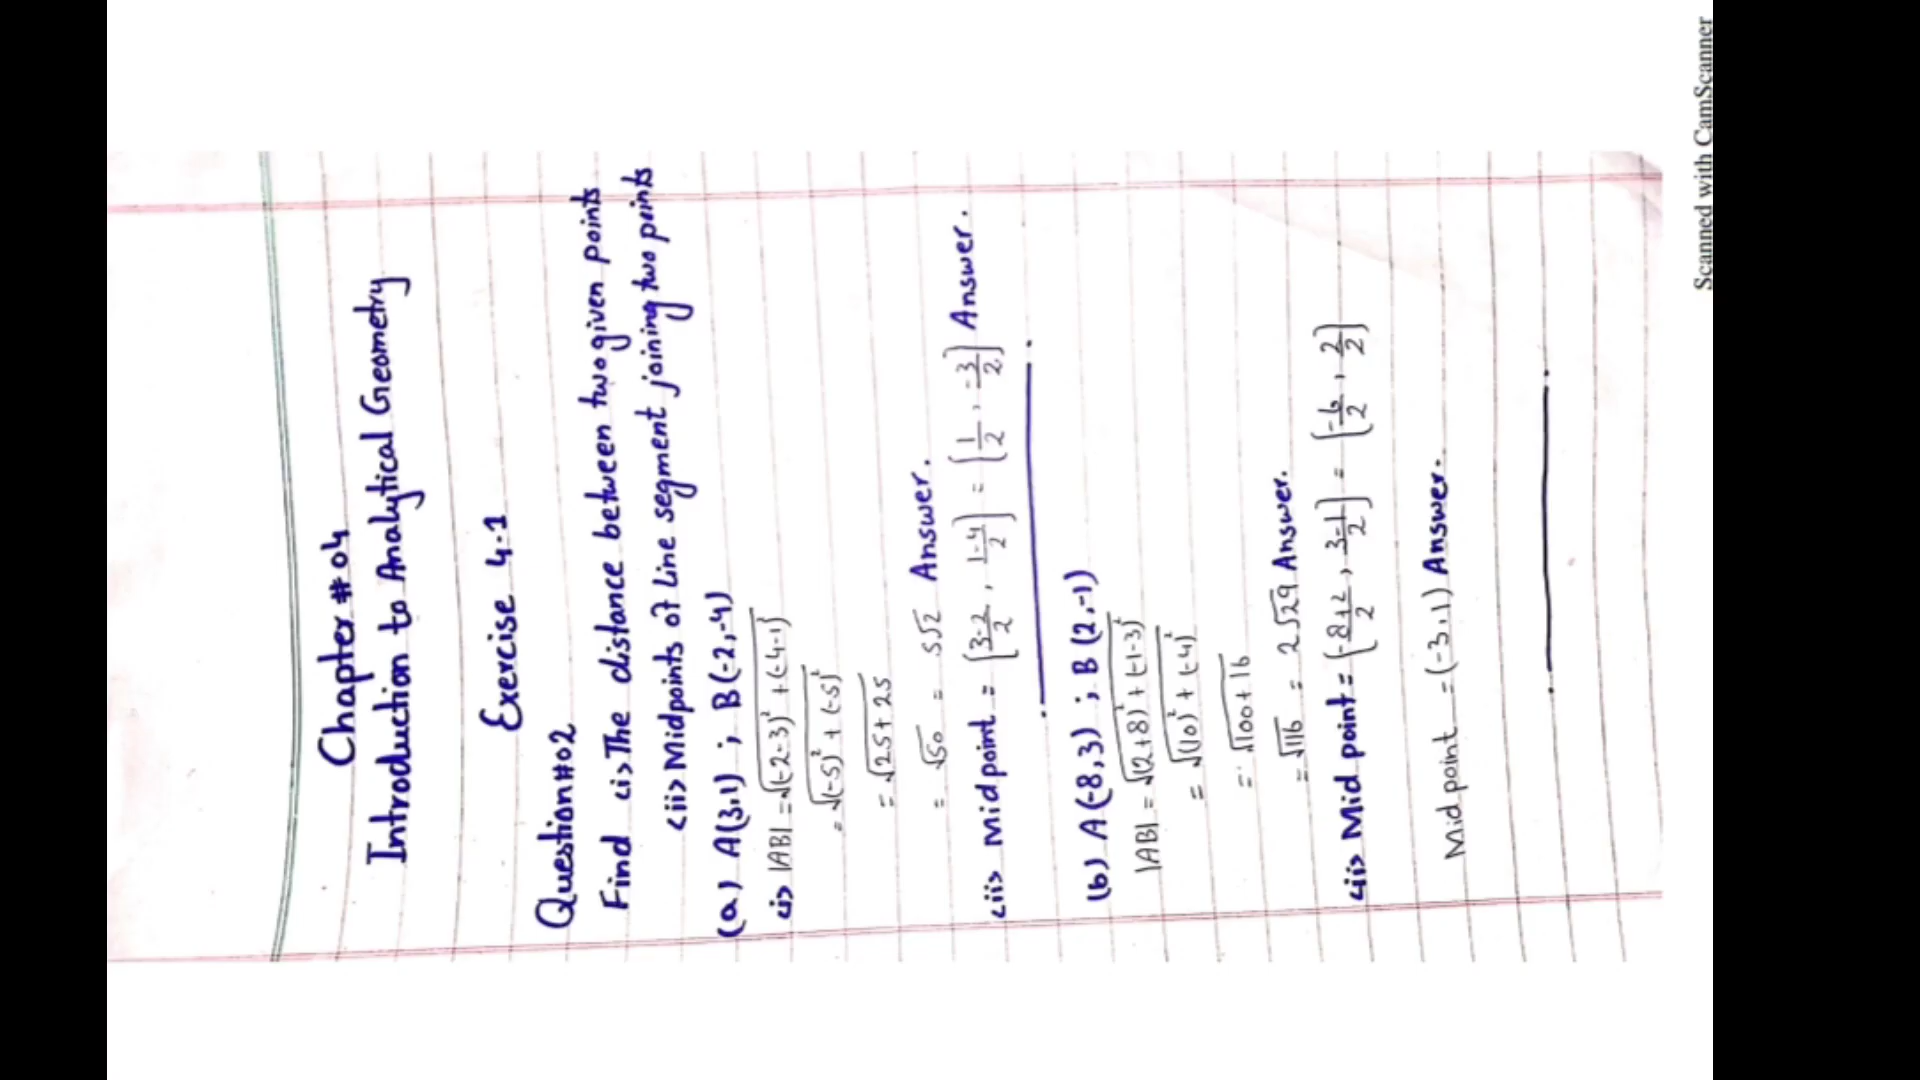 Chapter # 04
Introduction to Analytical Geometry
Exercise 4.1
Question#02
Find <i>The distance between two given points
<ii> Midpoints of Line segment joining two points
(a) A(3,1) ; B(-2,-4)
<i> |AB| = √(-2-3)² + (-4-1)
= √(-5)² + (-5)²
= √25 + 25
= √50 = 5√2 Answer.
<ii> Midpoint = [3-2/2 , 1-4/2] = [1/2 , -3/2] Answer.
(b) A(-8,3) ; B(2,-1)
|AB| = √(2+8)² + (-1-3)²
= √(10)² + (-4)²
= √100+16
= √116 = 2√29 Answer.
<ii> Mid point = [-8+2/2 , 3-1/2] = [-6/2 , 2/2]
Midpoint = (-3,1) Answer.
Scanned with CamScanner